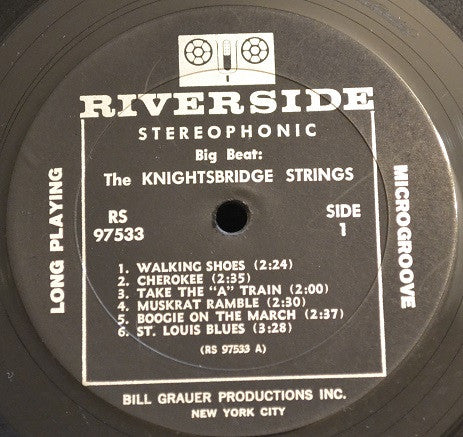 RIVERSIDE
STEREOPHONIC
Big Beat:
The KNIGHTSBRIDGE STRINGS
RS
97533
SIDE
1
LONG PLAYING
MICROGROOVE
1. WALKING SHOES (2:24)
2. CHEROKEE (2:35)
3. TAKE THE "A" TRAIN (2:00)
4. MUSKRAT RAMBLE (2:30)
5. BOOGIE ON THE MARCH (2:37)
6. ST. LOUIS BLUES (3:28)
(RS 97533 A)
BILL GRAUER PRODUCTIONS INC.
NEW YORK CITY